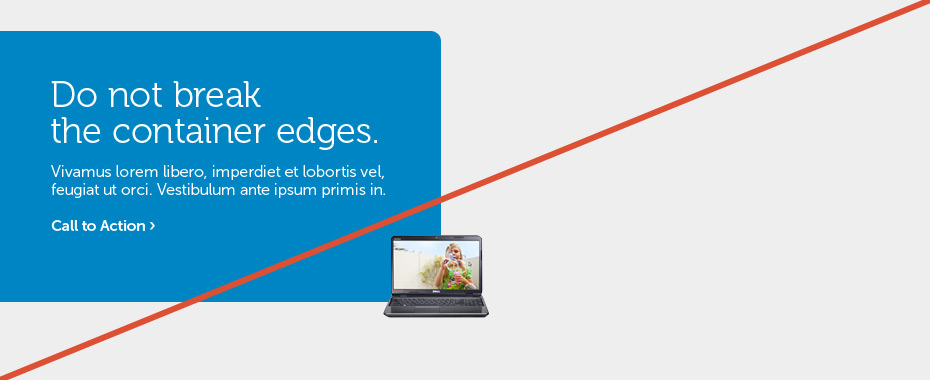 Do not break
the container edges.
Vivamus lorem libero, imperdiet et lobortis vel,
feugiat ut orci. Vestibulum ante ipsum primis in.
Call to Action ›